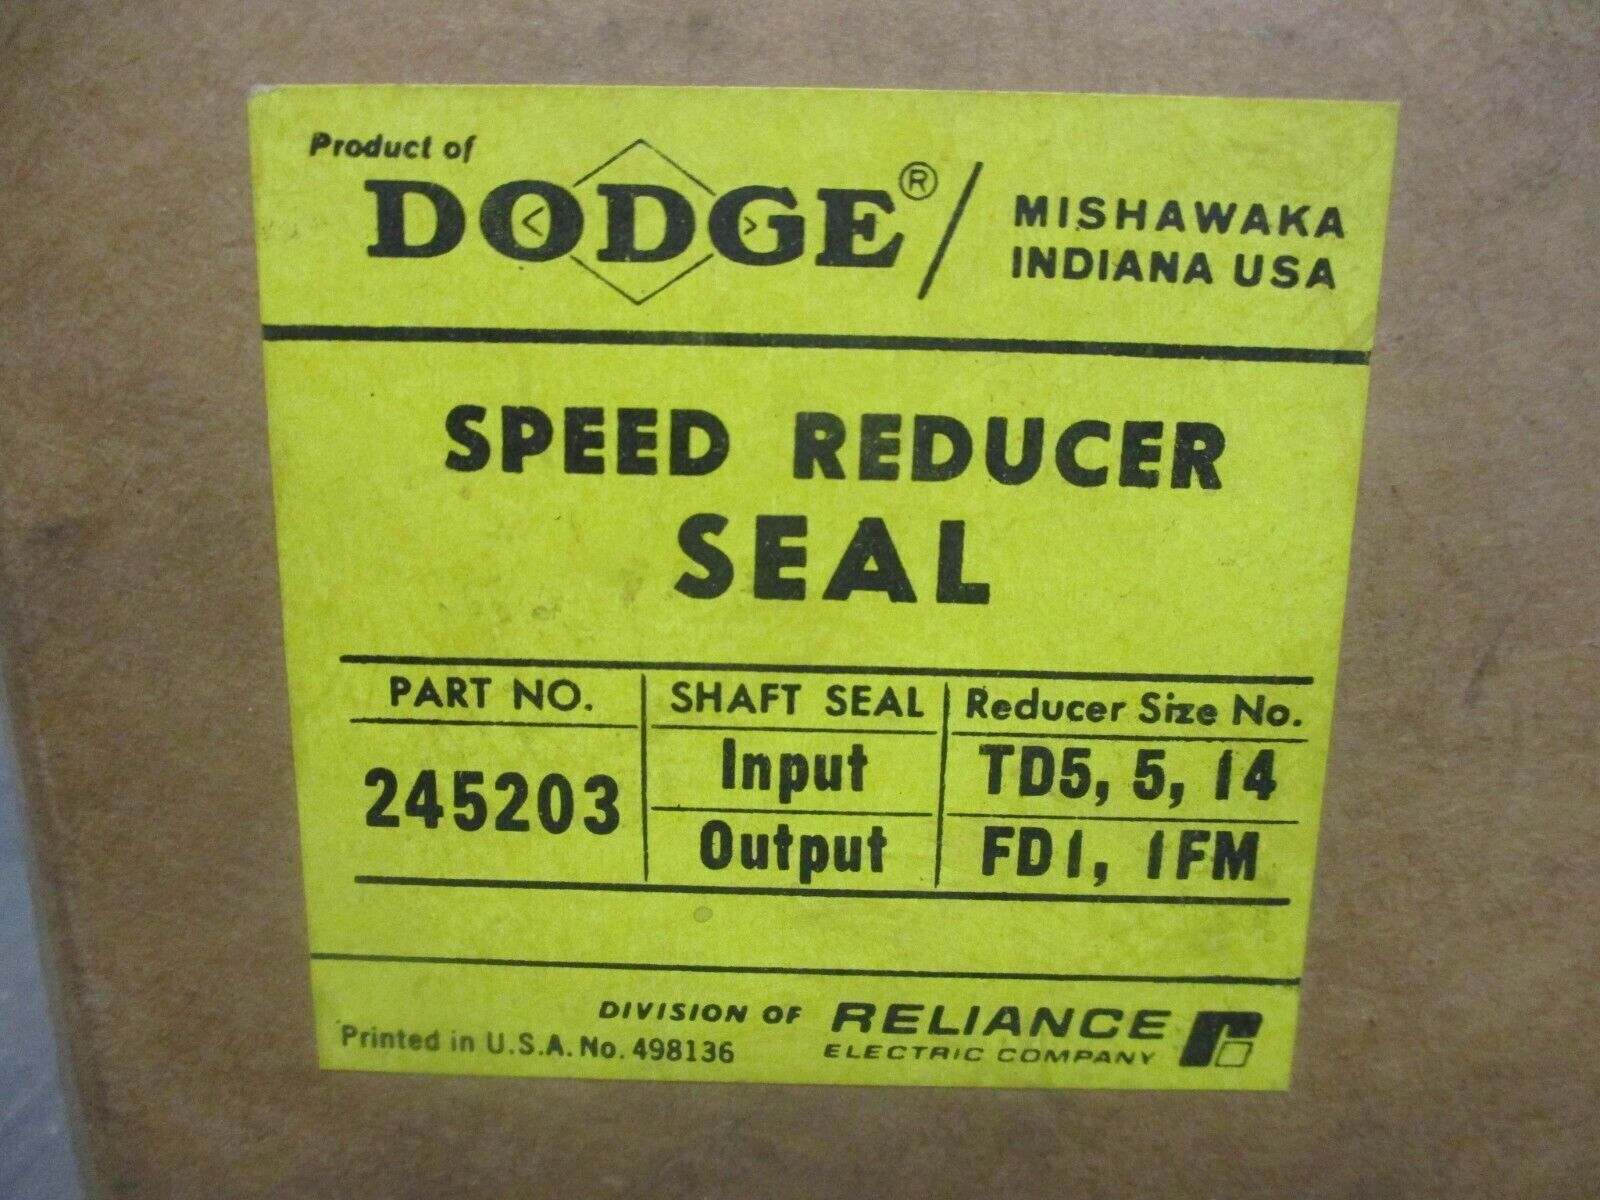 Product of
DODGE® /
MISHAWAKA
INDIANA USA
SPEED REDUCER
SEAL
PART NO. SHAFT SEAL Reducer Size No.
245203
Input TD5, 5, 14
Output FD1, 1FM
DIVISION OF RELIANCE
ELECTRIC COMPANY
Printed in U.S.A. No. 498136